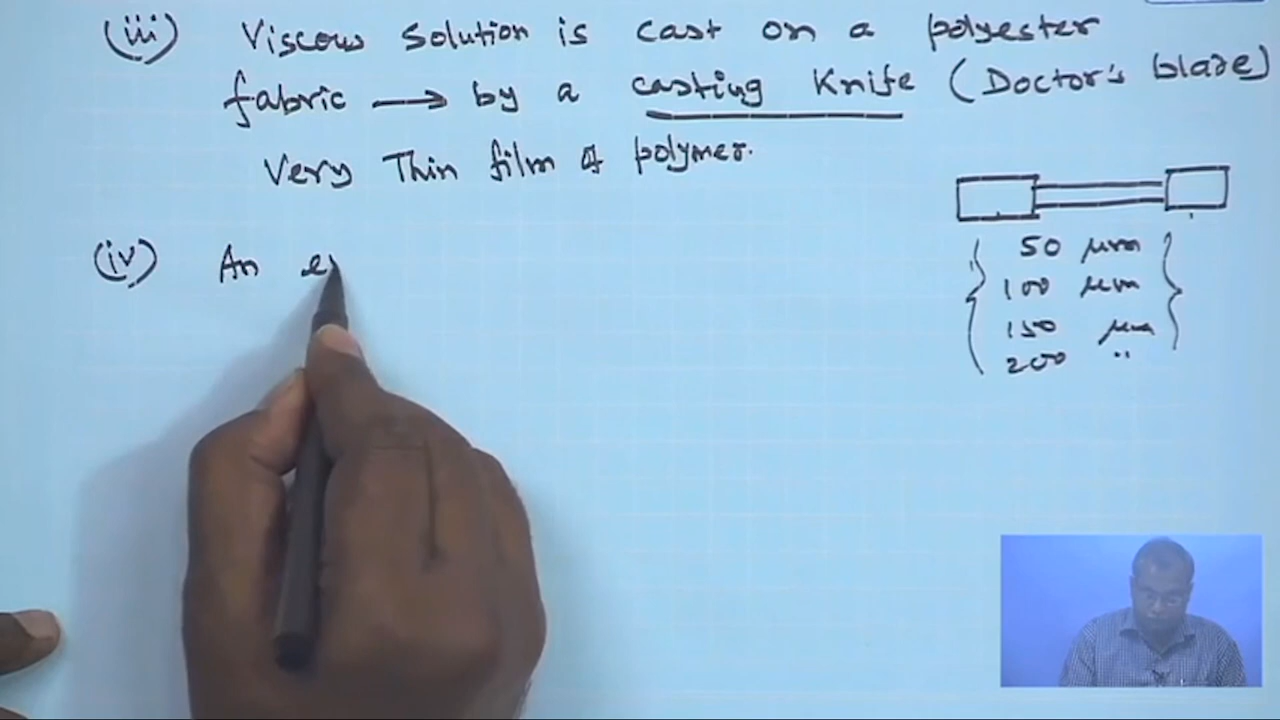 (iii) Viscous solution is cast on a polyester
fabric → by a casting Knife (Doctor's blade)
Very Thin film of polymer.
50 μm
100 μm
150 μm
200 "
(iv) An